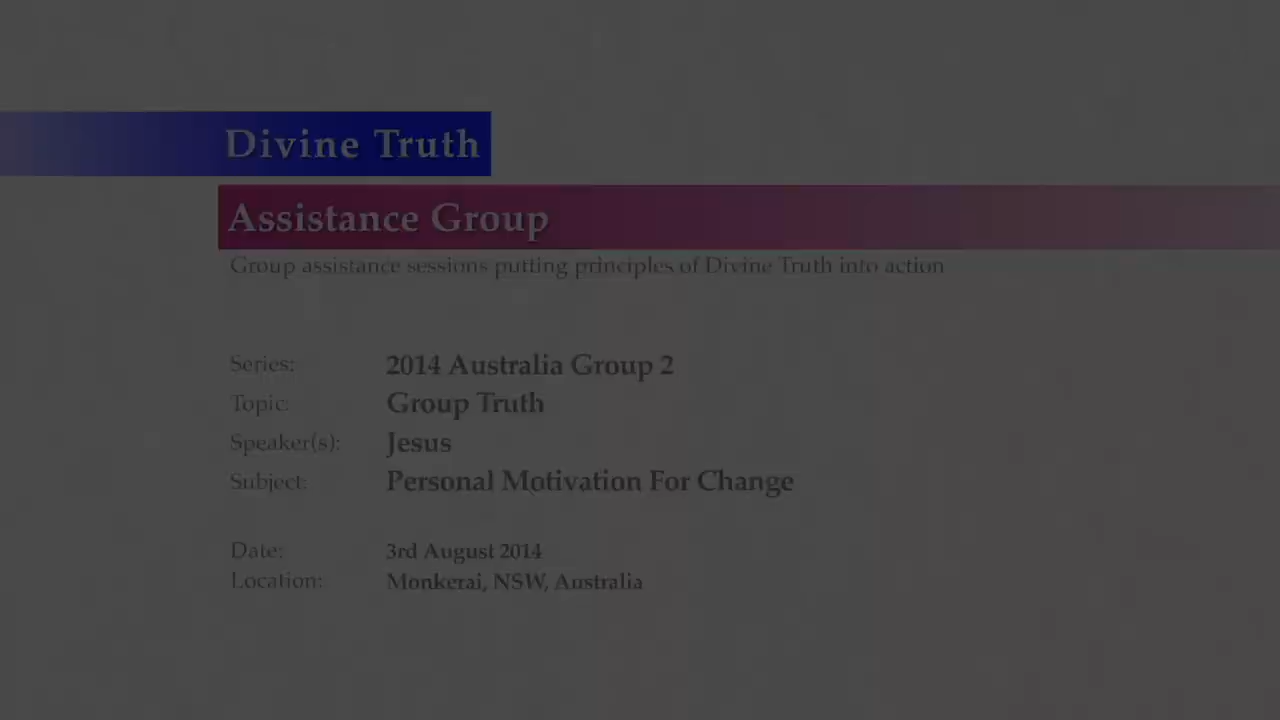 Divine Truth
Assistance Group
Group assistance sessions putting principles of Divine Truth into action
Series: 2014 Australia Group 2
Topic: Group Truth
Speaker(s): Jesus
Subject: Personal Motivation For Change
Date: 3rd August 2014
Location: Monkerai, NSW, Australia